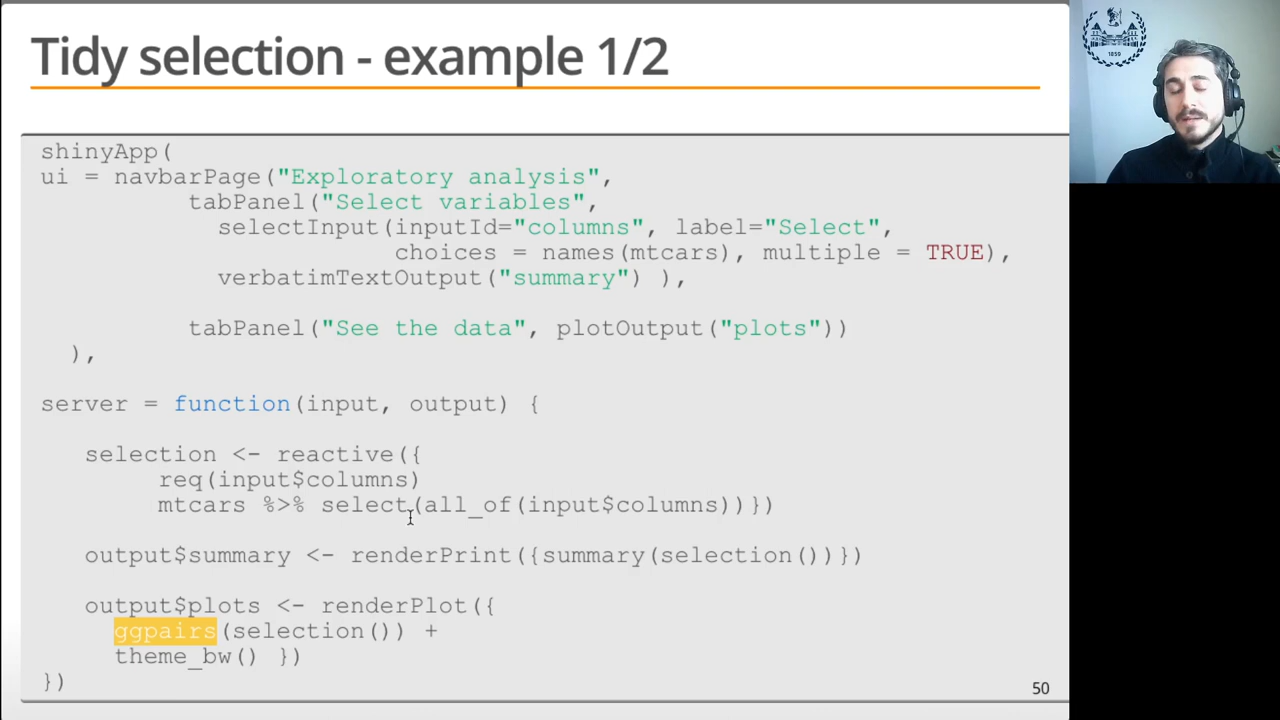 Tidy selection - example 1/2
shinyApp(
ui = navbarPage("Exploratory analysis",
tabPanel("Select variables",
selectInput(inputId="columns", label="Select",
choices = names(mtcars), multiple = TRUE),
verbatimTextOutput("summary") ),
tabPanel("See the data", plotOutput("plots"))
),
server = function(input, output) {
selection <- reactive({
req(input$columns)
mtcars %>% select(all_of(input$columns))})
output$summary <- renderPrint({summary(selection())})
output$plots <- renderPlot({
ggpairs(selection()) +
theme_bw() })
})
50
1859